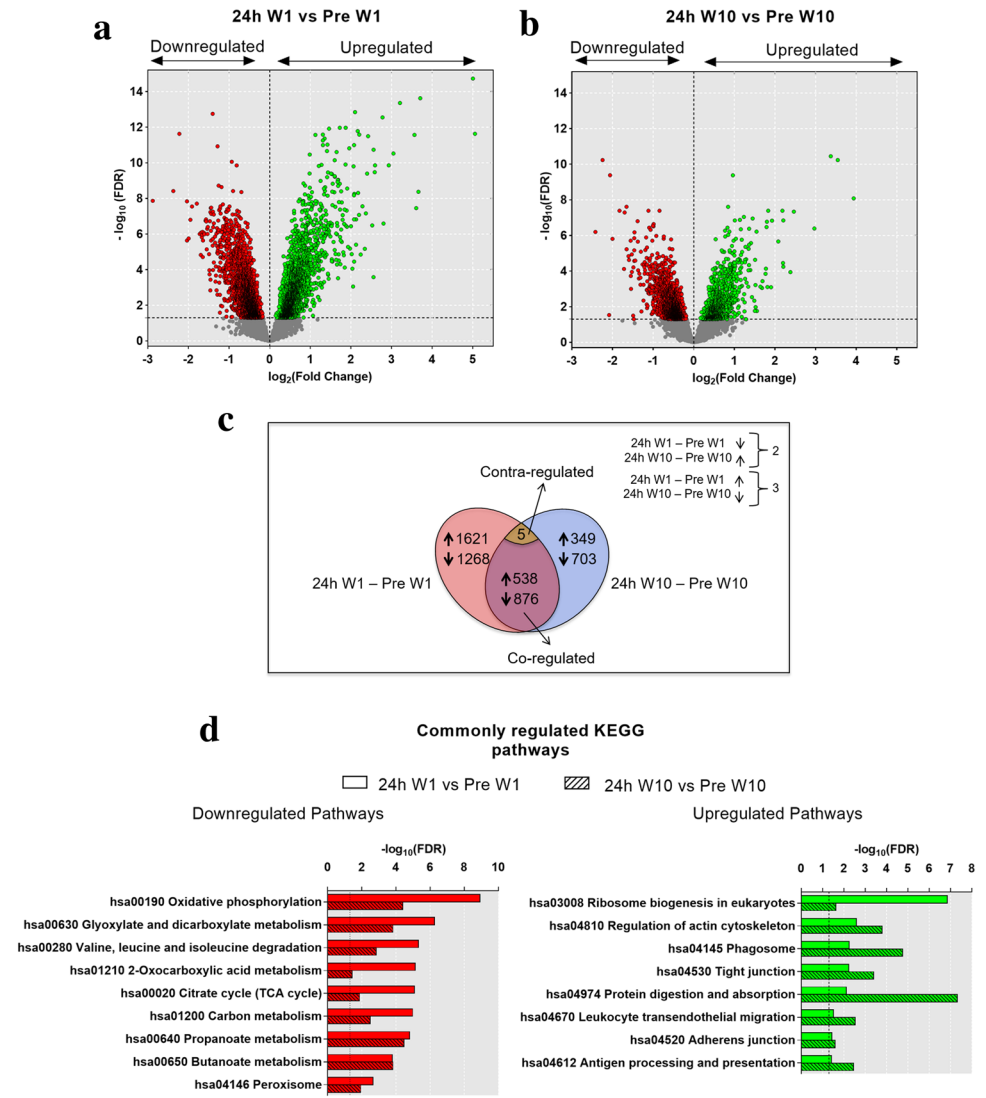 a
24h W1 vs Pre W1
Downregulated
Upregulated
- log10 (FDR)
14
12
10
8
6
4
2
0
-3 -2 -1 0 1 2 3 4 5
log2(Fold Change)
b
24h W10 vs Pre W10
Downregulated
Upregulated
- log10(FDR)
14
12
10
8
6
4
2
0
-3 -2 -1 0 1 2 3 4 5
log2(Fold Change)
c
24h W1 – Pre W1 ↓
24h W10 – Pre W10 ↑
2
24h W1 – Pre W1 ↑
24h W10 – Pre W10 ↓
3
Contra-regulated
5
↑1621
↓1268
↑349
↓703
24h W1 – Pre W1
↑538
↓876
24h W10 – Pre W10
Co-regulated
d
Commonly regulated KEGG
pathways
24h W1 vs Pre W1
24h W10 vs Pre W10
Downregulated Pathways
-log10(FDR)
0 2 4 6 8 10
hsa00190 Oxidative phosphorylation
hsa00630 Glyoxylate and dicarboxylate metabolism
hsa00280 Valine, leucine and isoleucine degradation
hsa01210 2-Oxocarboxylic acid metabolism
hsa00020 Citrate cycle (TCA cycle)
hsa01200 Carbon metabolism
hsa00640 Propanoate metabolism
hsa00650 Butanoate metabolism
hsa04146 Peroxisome
Upregulated Pathways
-log10(FDR)
0 1 2 3 4 5 6 7 8
hsa03008 Ribosome biogenesis in eukaryotes
hsa04810 Regulation of actin cytoskeleton
hsa04145 Phagosome
hsa04530 Tight junction
hsa04974 Protein digestion and absorption
hsa04670 Leukocyte transendothelial migration
hsa04520 Adherens junction
hsa04612 Antigen processing and presentation